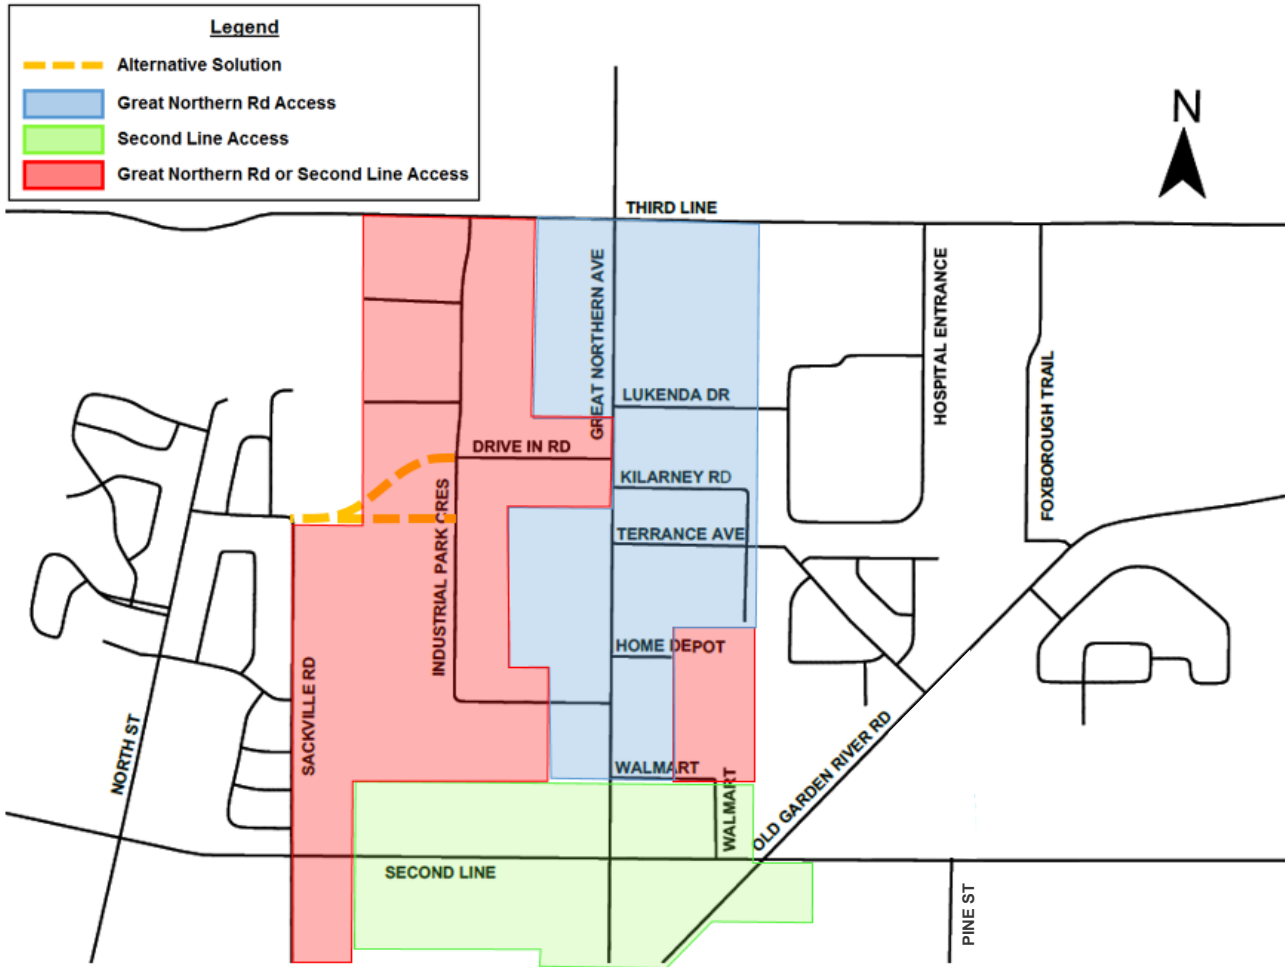 Legend
Alternative Solution
Great Northern Rd Access
Second Line Access
Great Northern Rd or Second Line Access
N
THIRD LINE
GREAT NORTHERN AVE
HOSPITAL ENTRANCE
FOXBOROUGH TRAIL
LUKENDA DR
DRIVE IN RD
KILARNEY RD
INDUSTRIAL PARK CRES
TERRANCE AVE
HOME DEPOT
SACKVILLE RD
NORTH ST
WALMART
WALMART
OLD GARDEN RIVER RD
SECOND LINE
PINE ST